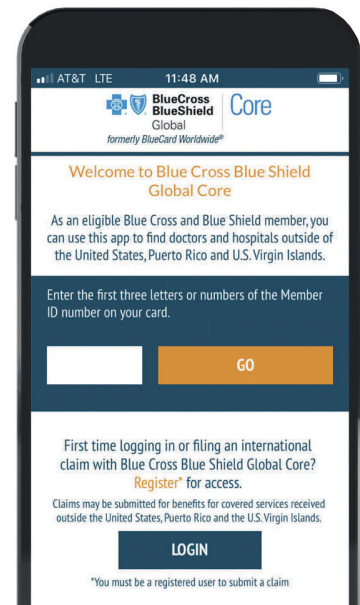 AT&T LTE 11:48 AM
BlueCross
BlueShield
Global
Core
formerly BlueCard Worldwide®
Welcome to Blue Cross Blue Shield
Global Core
As an eligible Blue Cross and Blue Shield member, you
can use this app to find doctors and hospitals outside of
the United States, Puerto Rico and U.S. Virgin Islands.
Enter the first three letters or numbers of the Member
ID number on your card.
GO
First time logging in or filing an international
claim with Blue Cross Blue Shield Global Core?
Register* for access.
Claims may be submitted for benefits for covered services received
outside the United States, Puerto Rico and the U.S. Virgin Islands.
LOGIN
*You must be a registered user to submit a claim